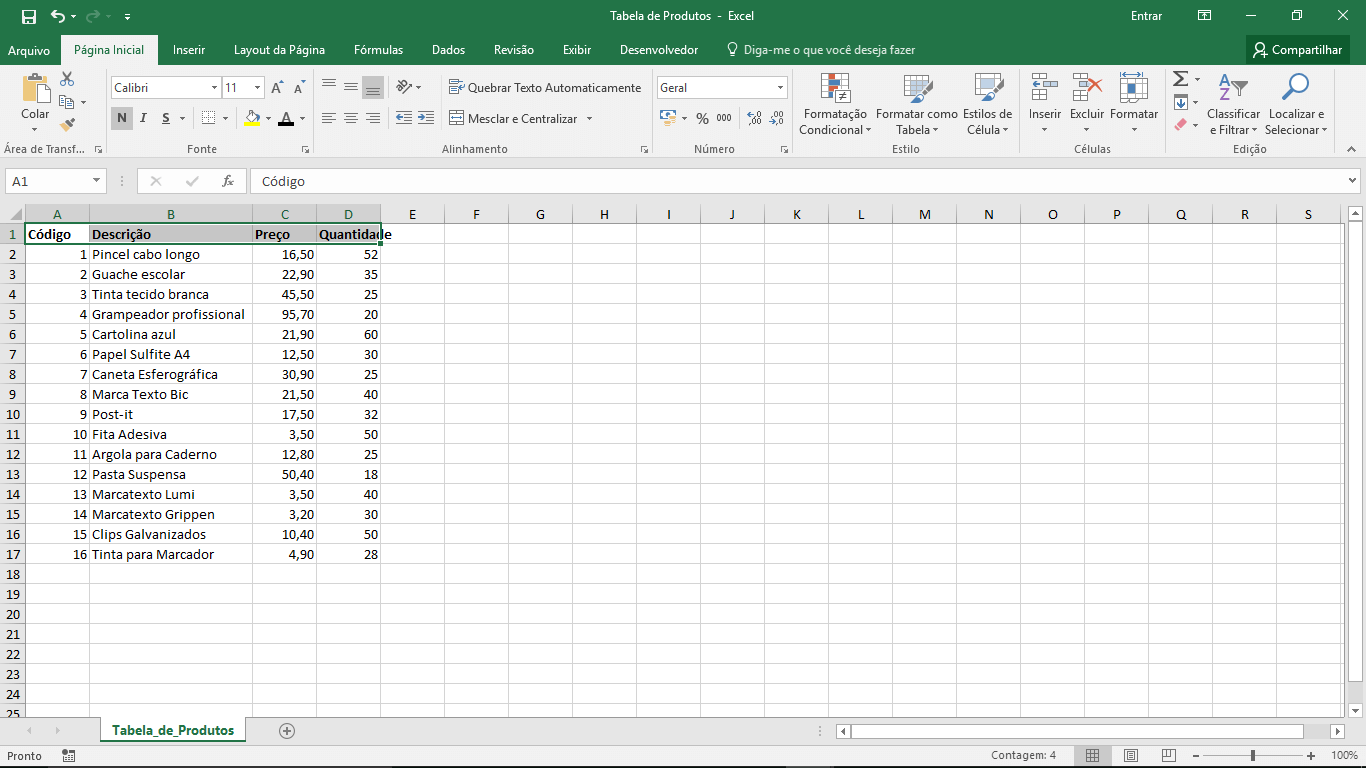 Tabela de Produtos - Excel
Entrar
Arquivo Página Inicial Inserir Layout da Página Fórmulas Dados Revisão Exibir Desenvolvedor Diga-me o que você deseja fazer Compartilhar
Colar
Calibri 11
N I S A
Quebrar Texto Automaticamente
Mesclar e Centralizar
Geral
% 000
Formatação Condicional
Formatar como Tabela
Estilos de Célula
Inserir Excluir Formatar
Classificar e Filtrar
Localizar e Selecionar
Área de Transf... Fonte Alinhamento Número Estilo Células Edição
A1 fx Código
A B C D E F G H I J K L M N O P Q R S
1 Código Descrição Preço Quantidade
2 1 Pincel cabo longo 16,50 52
3 2 Guache escolar 22,90 35
4 3 Tinta tecido branca 45,50 25
5 4 Grampeador profissional 95,70 20
6 5 Cartolina azul 21,90 60
7 6 Papel Sulfite A4 12,50 30
8 7 Caneta Esferográfica 30,90 25
9 8 Marca Texto Bic 21,50 40
10 9 Post-it 17,50 32
11 10 Fita Adesiva 3,50 50
12 11 Argola para Caderno 12,80 25
13 12 Pasta Suspensa 50,40 18
14 13 Marcatexto Lumi 3,50 40
15 14 Marcatexto Grippen 3,20 30
16 15 Clips Galvanizados 10,40 50
17 16 Tinta para Marcador 4,90 28
18
19
20
21
22
23
24
25
Tabela_de_Produtos
Pronto Contagem: 4 100%